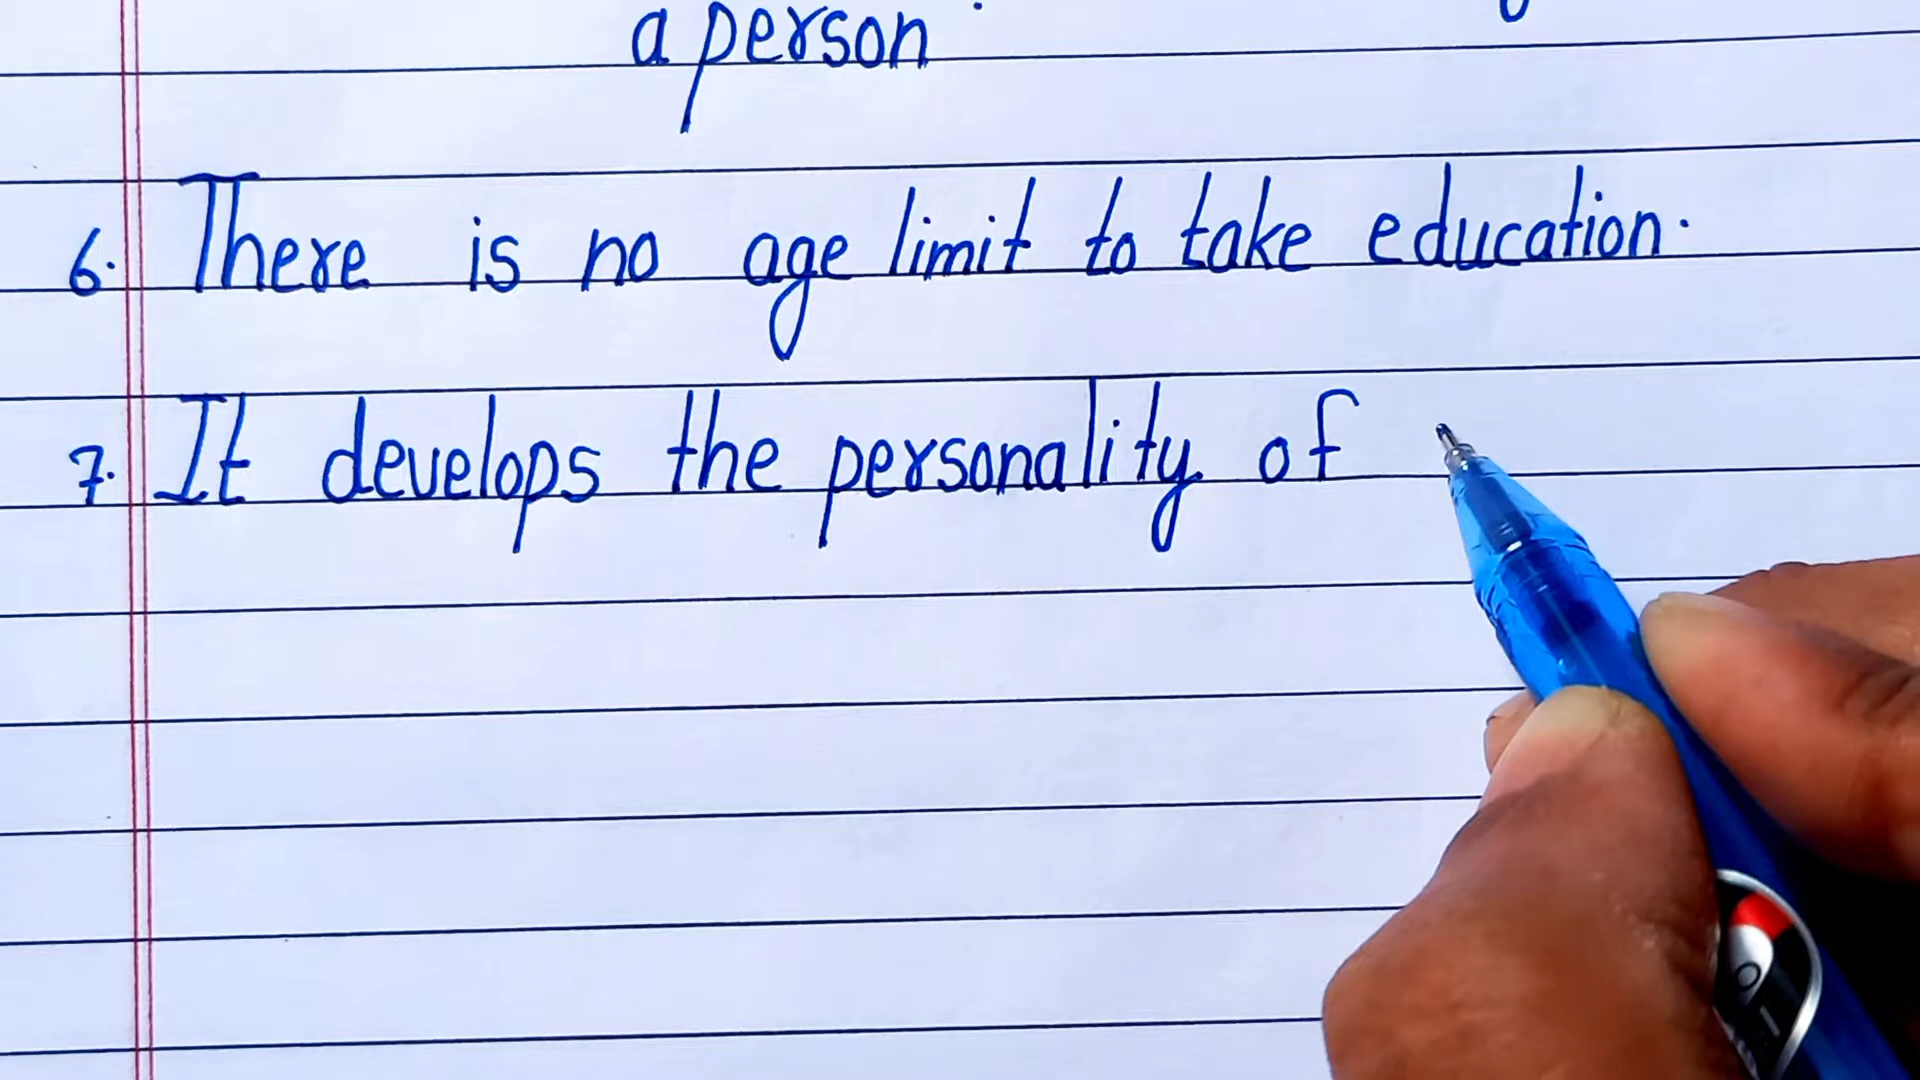 a person
6. There is no age limit to take education.
7. It develops the personality of